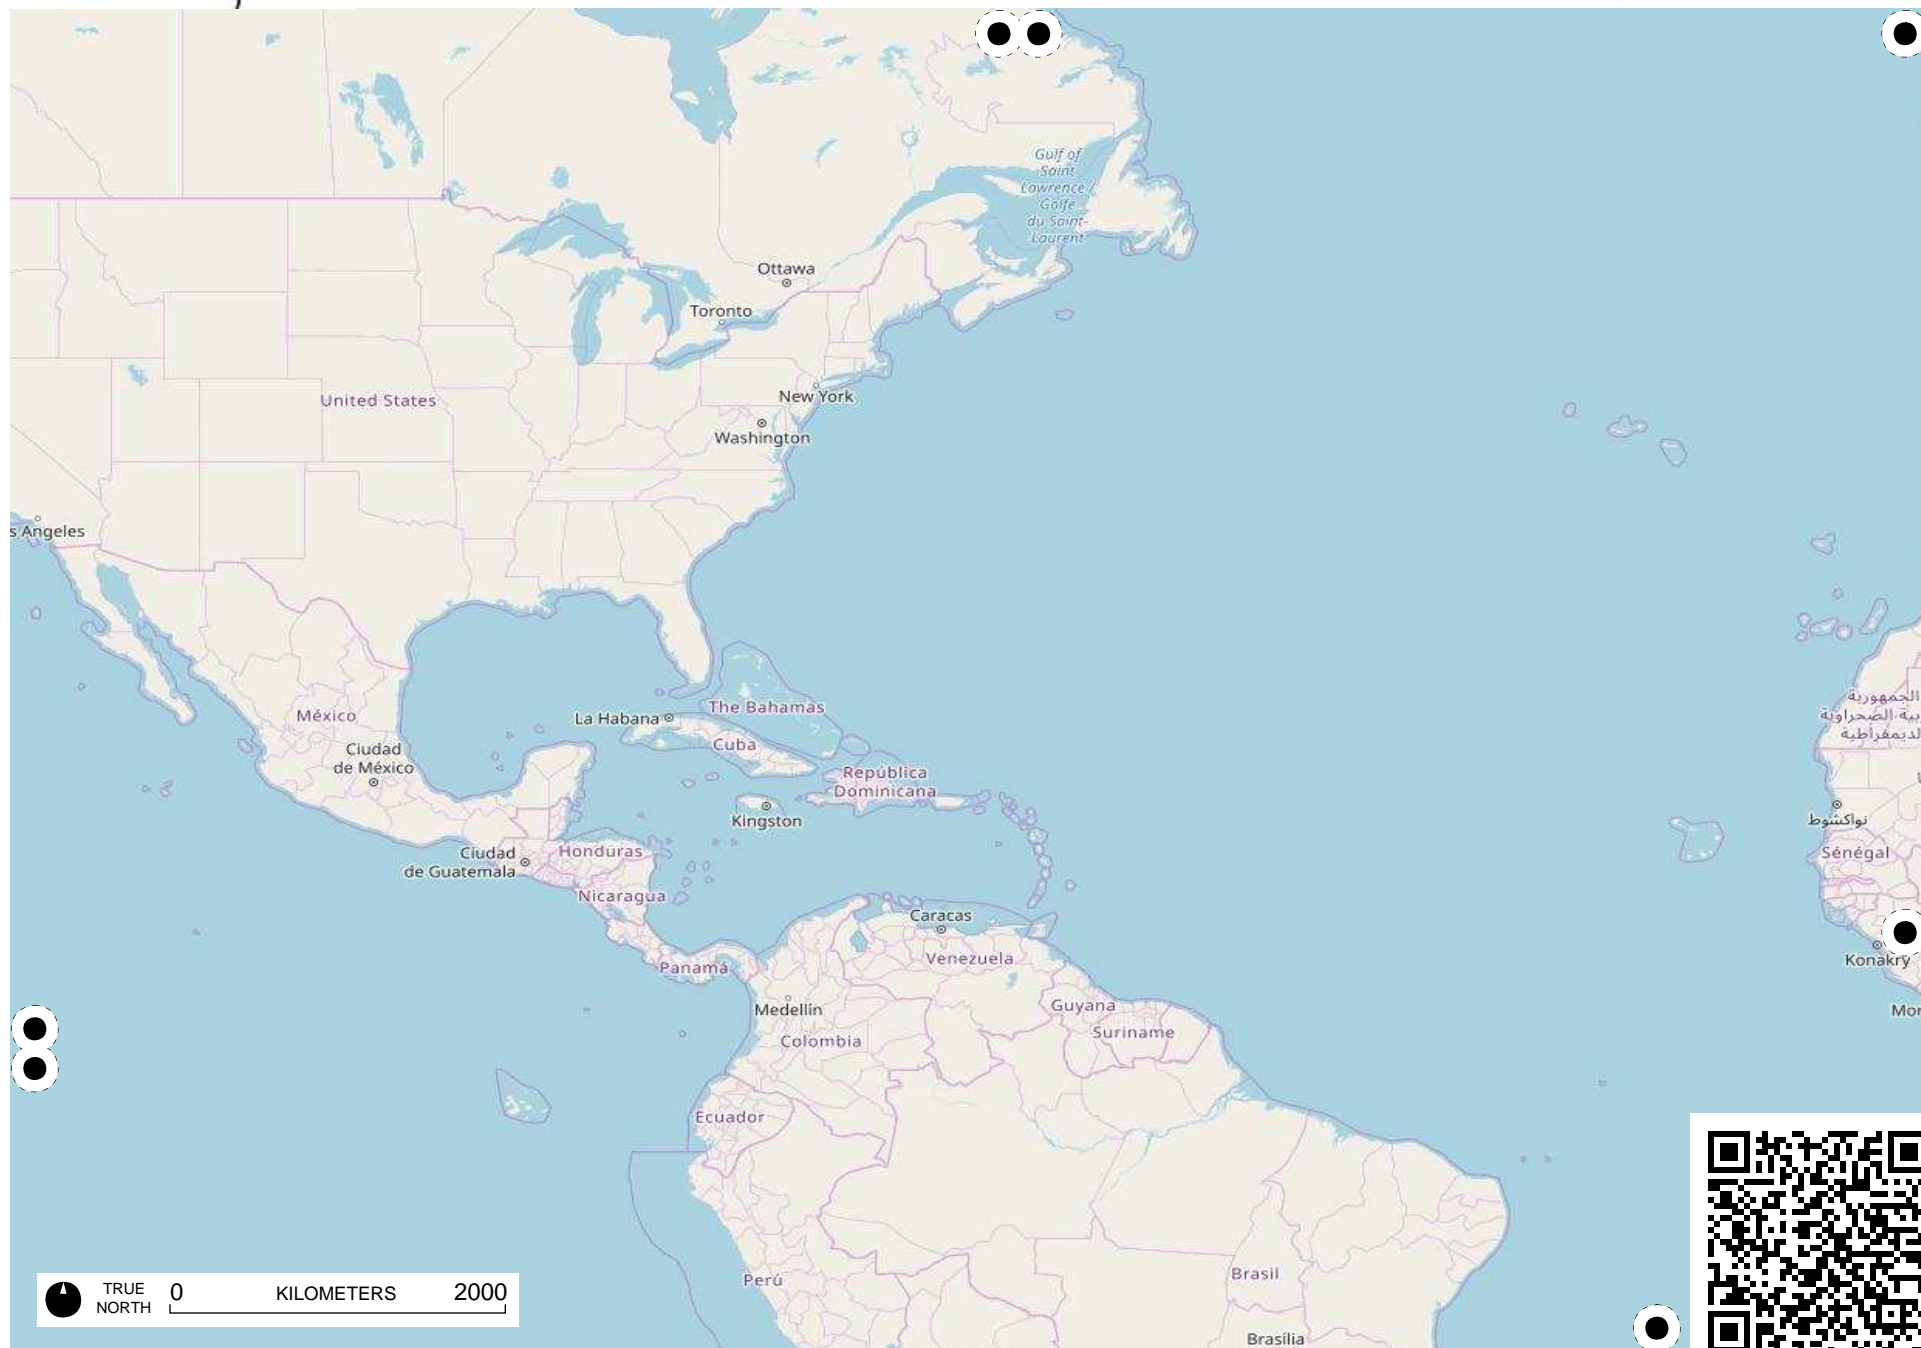 Gulf of
Saint
Lawrence /
Golfe
du Saint-
Laurent
Ottawa
Toronto
New York
United States
Washington
s Angeles
México
La Habana
The Bahamas
Cuba
Ciudad
de México
República
Dominicana
Kingston
Ciudad
de Guatemala
Honduras
Nicaragua
الجمهورية
نواكشوط
Sénégal
Caracas
Venezuela
Panamá
Konakry
Medellín
Guyana
Mor
Suriname
Colombia
Ecuador
Perú
Brasil
Brasília
TRUE
NORTH
0 KILOMETERS 2000